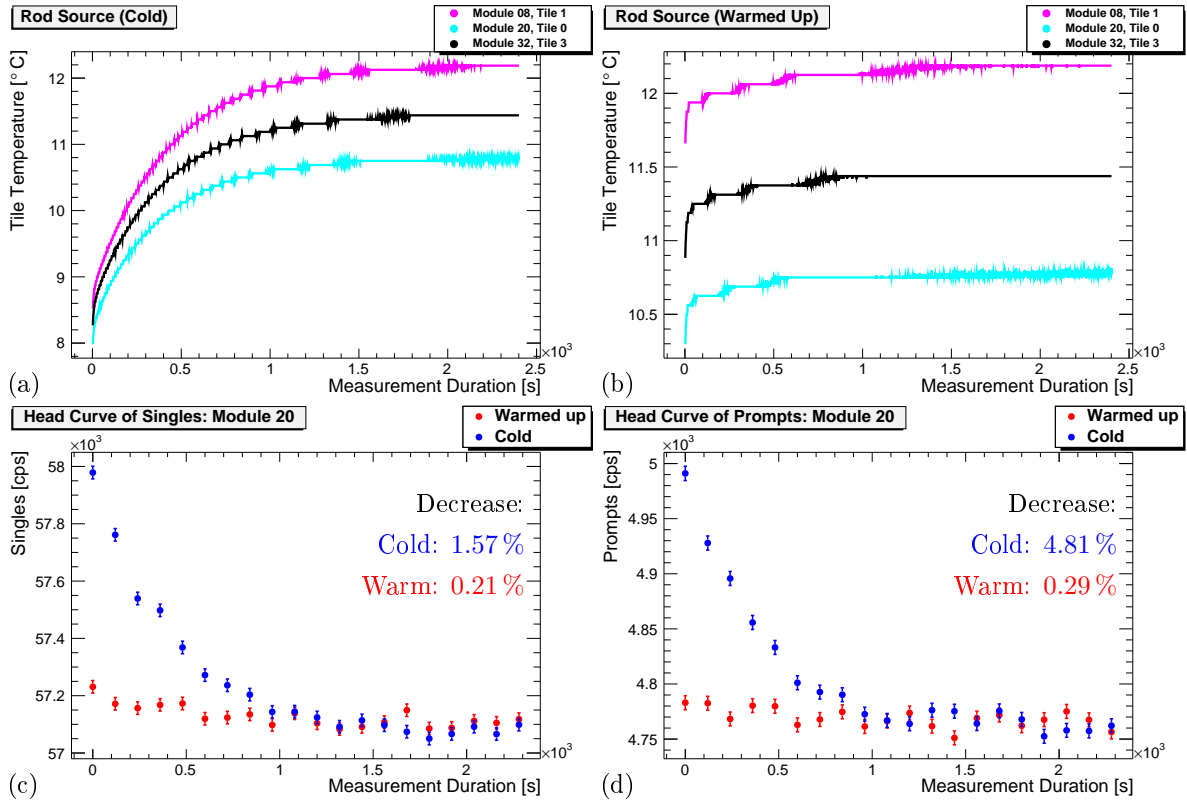 Rod Source (Cold)
Module 08, Tile 1
Module 20, Tile 0
Module 32, Tile 3
Tile Temperature [° C]
12
11
10
9
8
0
0.5
1
1.5
2
2.5
×10³
Measurement Duration [s]
(a)
Rod Source (Warmed Up)
Module 08, Tile 1
Module 20, Tile 0
Module 32, Tile 3
Tile Temperature [° C]
12
11.5
11
10.5
0
0.5
1
1.5
2
2.5
×10³
Measurement Duration [s]
(b)
Head Curve of Singles: Module 20
Warmed up
Cold
×10³
Singles [cps]
58
57.8
57.6
57.4
57.2
57
Decrease:
Cold: 1.57 %
Warm: 0.21 %
0
0.5
1
1.5
2
×10³
Measurement Duration [s]
(c)
Head Curve of Prompts: Module 20
Warmed up
Cold
×10³
Prompts [cps]
5
4.95
4.9
4.85
4.8
4.75
Decrease:
Cold: 4.81 %
Warm: 0.29 %
0
0.5
1
1.5
2
×10³
Measurement Duration [s]
(d)